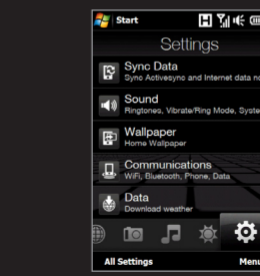 Start
H
Settings
Sync Data
Sync Activesync and Internet data no
Sound
Ringtones, Vibrate/Ring Mode, Syste
Wallpaper
Home Wallpaper
Communications
WiFi, Bluetooth, Phone, Data
Data
Download weather
All Settings Menu